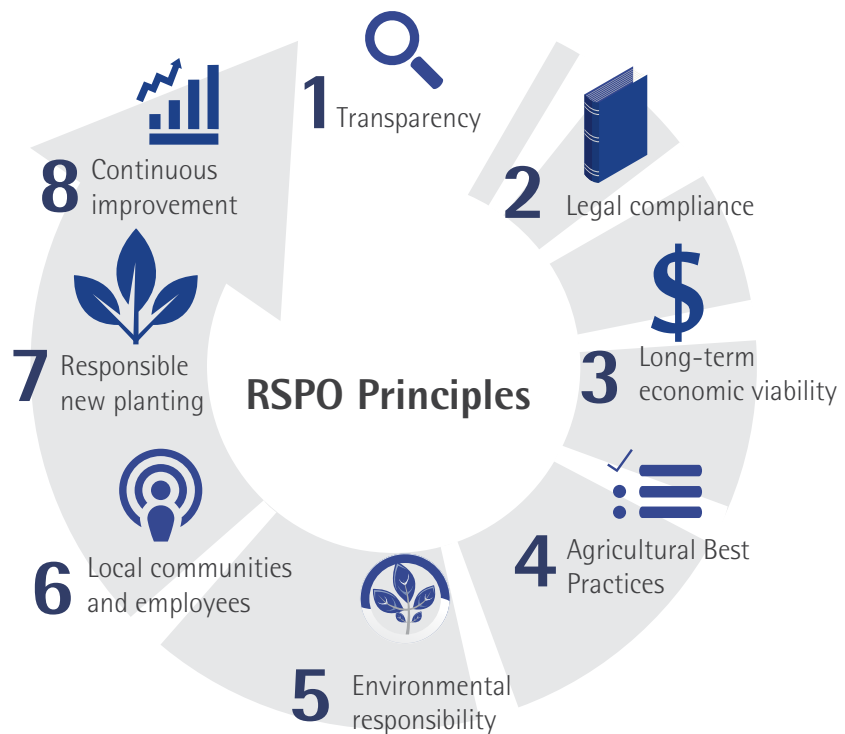 RSPO Principles
1 Transparency
2 Legal compliance
$
3 Long-term
economic viability
4 Agricultural Best
Practices
5 Environmental
responsibility
6 Local communities
and employees
7 Responsible
new planting
8 Continuous
improvement